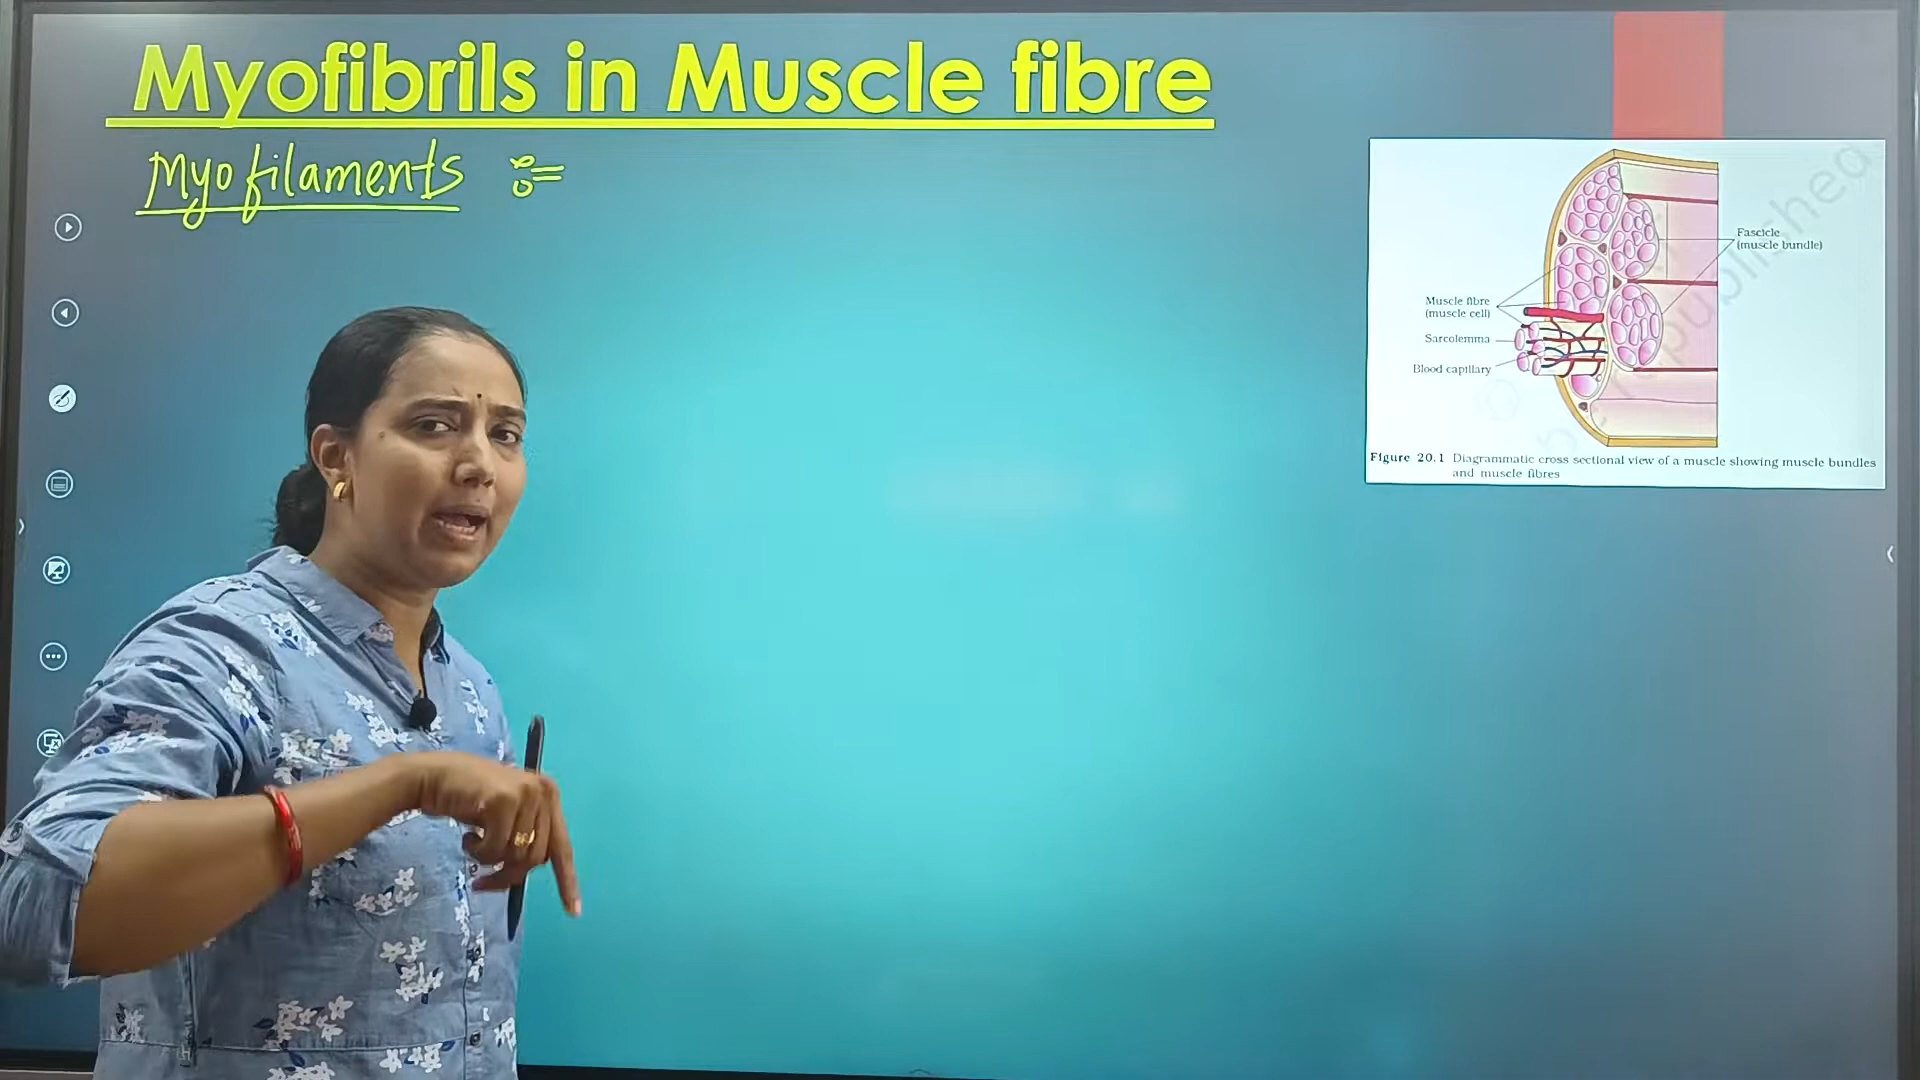 Myofibrils in Muscle fibre
Myofilaments :=
Fascicle
(muscle bundle)
Muscle fibre
(muscle cell)
Sarcolemma
Blood capillary
Figure 20.1 Diagrammatic cross sectional view of a muscle showing muscle bundles
and muscle fibres